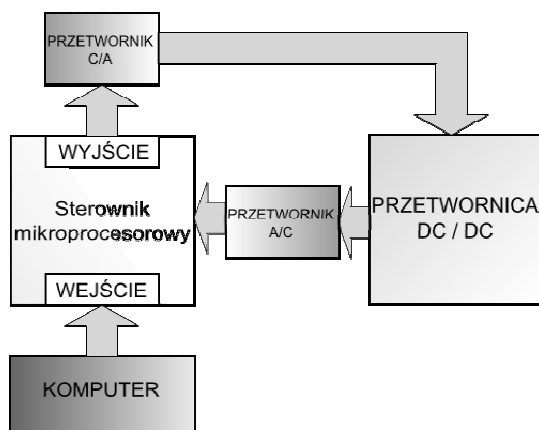 PRZETWORNIK
C/A
WYJŚCIE
Sterownik
mikroprocesorowy
WEJŚCIE
KOMPUTER
PRZETWORNIK
A/C
PRZETWORNICA
DC / DC